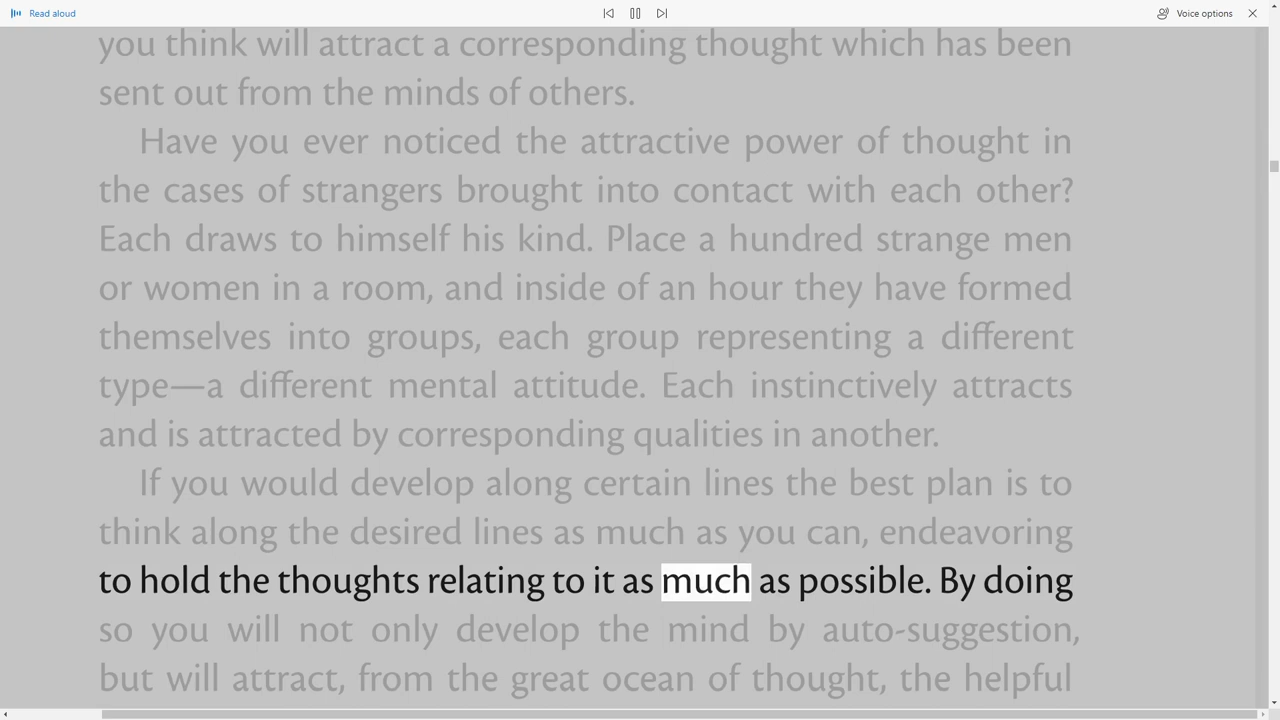 Read aloud
Voice options
you think will attract a corresponding thought which has been
sent out from the minds of others.
Have you ever noticed the attractive power of thought in
the cases of strangers brought into contact with each other?
Each draws to himself his kind. Place a hundred strange men
or women in a room, and inside of an hour they have formed
themselves into groups, each group representing a different
type—a different mental attitude. Each instinctively attracts
and is attracted by corresponding qualities in another.
If you would develop along certain lines the best plan is to
think along the desired lines as much as you can, endeavoring
to hold the thoughts relating to it as much as possible. By doing
so you will not only develop the mind by auto-suggestion,
but will attract, from the great ocean of thought, the helpful